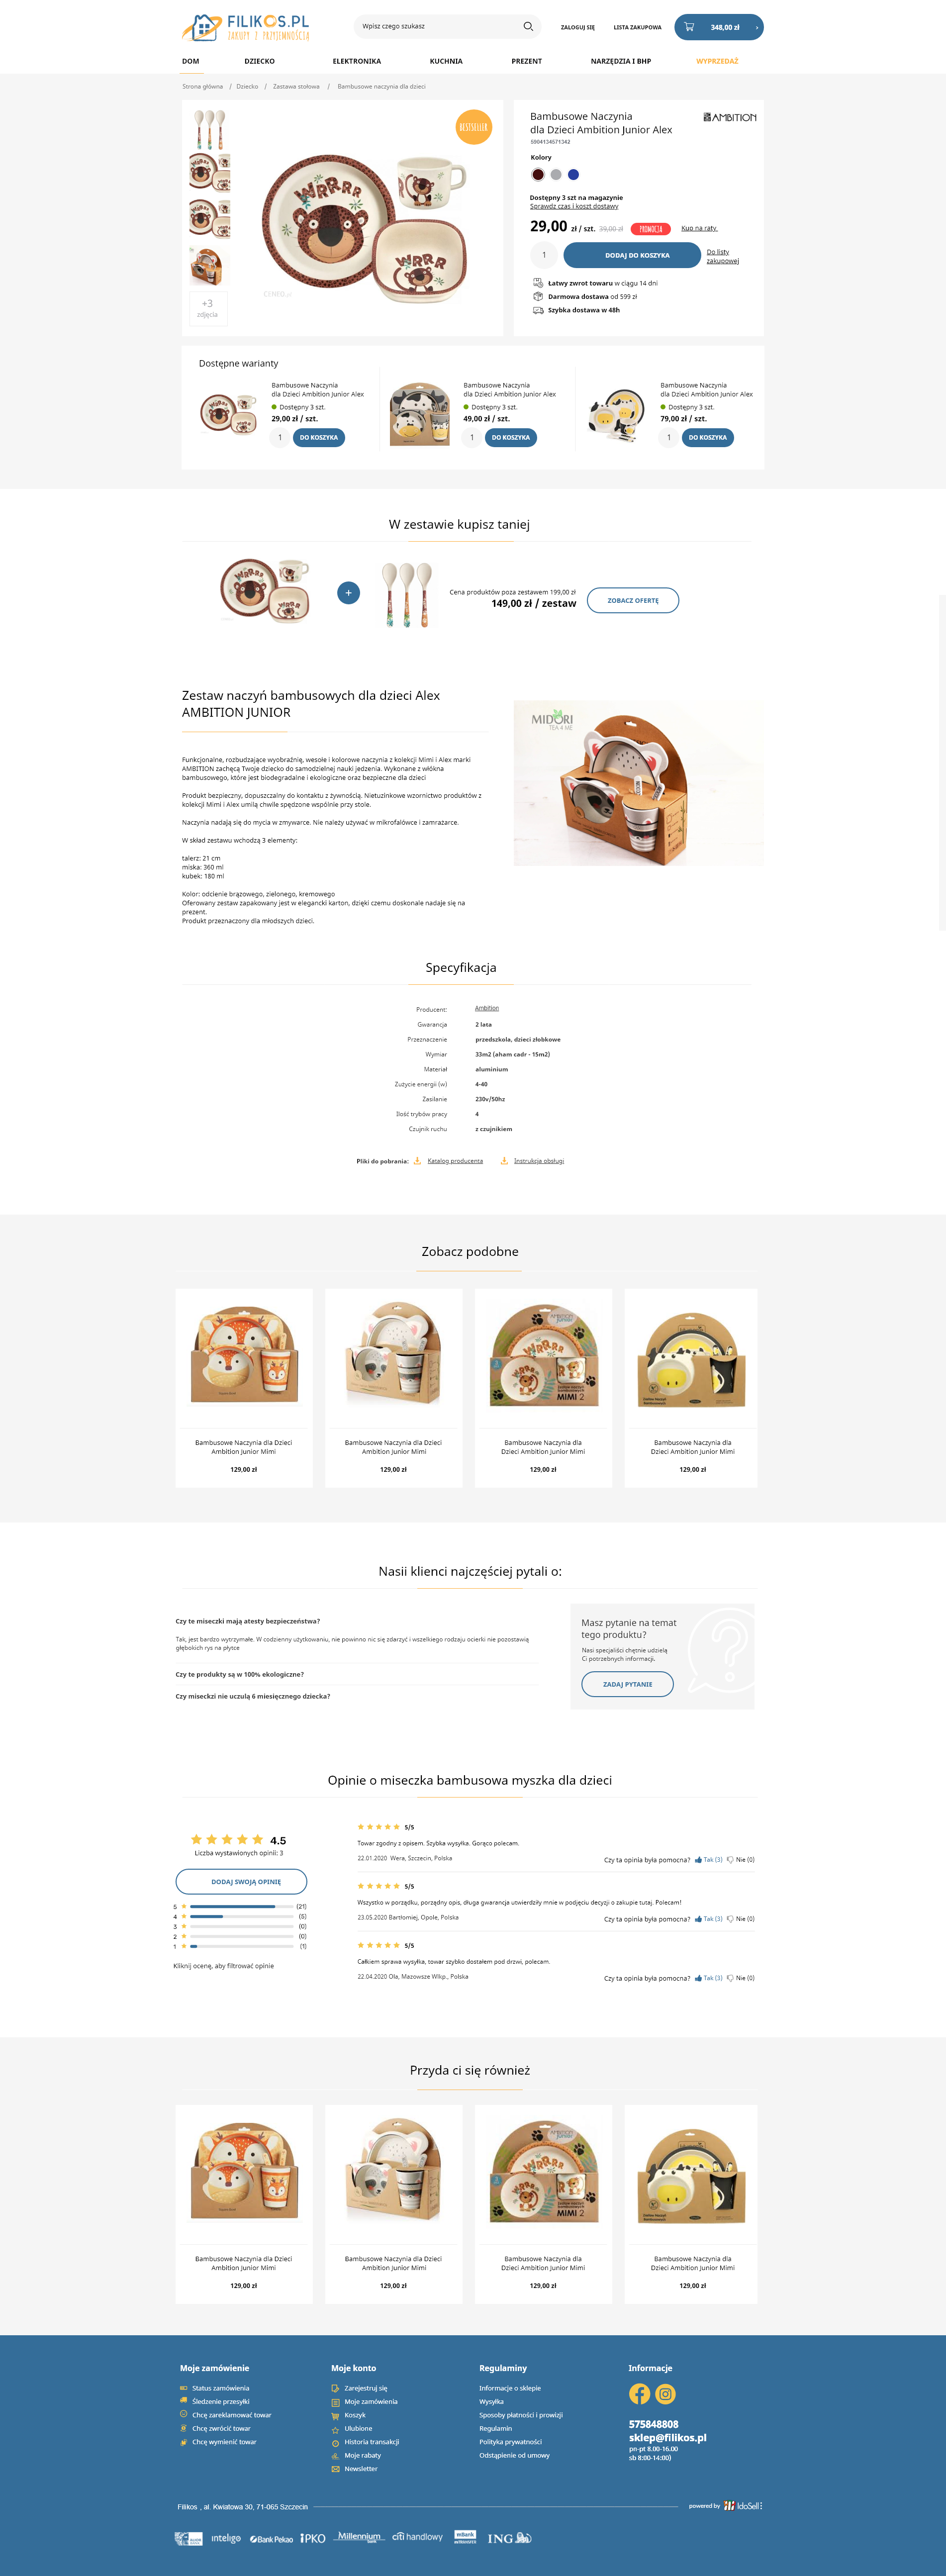 FILIKOS.PL
ZAKUPY Z PRZYJEMNOŚCIĄ
Wpisz czego szukasz
ZALOGUJ SIĘ
LISTA ZAKUPOWA
348,00 zł
DOM
DZIECKO
ELEKTRONIKA
KUCHNIA
PREZENT
NARZĘDZIA I BHP
WYPRZEDAŻ
Strona główna / Dziecko / Zastawa stołowa / Bambusowe naczynia dla dzieci
BESTSELLER
WRRRR
+3
zdjęcia
Bambusowe Naczynia
dla Dzieci Ambition Junior Alex
AMBITION
5904134571342
Kolory
Dostępny 3 szt na magazynie
Sprawdź czas i koszt dostawy
29,00 zł / szt. 39,00 zł PROMOCJA Kup na raty.
1
DODAJ DO KOSZYKA
Do listy
zakupowej
Łatwy zwrot towaru w ciągu 14 dni
Darmowa dostawa od 599 zł
Szybka dostawa w 48h
Dostępne warianty
Bambusowe Naczynia
dla Dzieci Ambition Junior Alex
Dostępny 3 szt.
29,00 zł / szt.
1
DO KOSZYKA
Bambusowe Naczynia
dla Dzieci Ambition Junior Alex
Dostępny 3 szt.
49,00 zł / szt.
1
DO KOSZYKA
Bambusowe Naczynia
dla Dzieci Ambition Junior Alex
Dostępny 3 szt.
79,00 zł / szt.
1
DO KOSZYKA
W zestawie kupisz taniej
+
Cena produktów poza zestawem 199,00 zł
149,00 zł / zestaw
ZOBACZ OFERTĘ
Zestaw naczyń bambusowych dla dzieci Alex
AMBITION JUNIOR
Funkcjonalne, rozbudzające wyobraźnię, wesołe i kolorowe naczynia z kolekcji Mimi i Alex marki
AMBITION zachęcą Twoje dziecko do samodzielnej nauki jedzenia. Wykonane z włókna
bambusowego, które jest biodegradalne i ekologiczne oraz bezpieczne dla dzieci
Produkt bezpieczny, dopuszczalny do kontaktu z żywnością. Nietuzinkowe wzornictwo produktów z
kolekcji Mimi i Alex umilą chwile spędzone wspólnie przy stole.
Naczynia nadają się do mycia w zmywarce. Nie należy używać w mikrofalówce i zamrażarce.
W skład zestawu wchodzą 3 elementy:
talerz: 21 cm
miska: 360 ml
kubek: 180 ml
Kolor: odcienie brązowego, zielonego, kremowego
Oferowany zestaw zapakowany jest w elegancki karton, dzięki czemu doskonale nadaje się na
prezent.
Produkt przeznaczony dla młodszych dzieci.
MIDORI
TEA 4 ME
Specyfikacja
Producent: Ambition
Gwarancja 2 lata
Przeznaczenie przedszkola, dzieci złobkowe
Wymiar 33m2 (aham cadr - 15m2)
Materiał aluminium
Zużycie energii (w) 4-40
Zasilanie 230v/50hz
Ilość trybów pracy 4
Czujnik ruchu z czujnikiem
Pliki do pobrania: Katalog producenta Instrukcja obsługi
Zobacz podobne
AMBITION
WRRRR
MIMI 2
Bambusowe Naczynia dla Dzieci
Ambition Junior Mimi
129,00 zł
Bambusowe Naczynia dla Dzieci
Ambition Junior Mimi
129,00 zł
Bambusowe Naczynia dla
Dzieci Ambition Junior Mimi
129,00 zł
Bambusowe Naczynia dla
Dzieci Ambition Junior Mimi
129,00 zł
Nasii klienci najczęściej pytali o:
Czy te miseczki mają atesty bezpieczeństwa?
Tak, jest bardzo wytrzymałe. W codzienny użytkowaniu, nie powinno nic się zdarzyć i wszelkiego rodzaju ocierki nie pozostawią
głębokich rys na płytce
Czy te produkty są w 100% ekologiczne?
Czy miseckzi nie uczulą 6 miesięcznego dziecka?
Masz pytanie na temat
tego produktu?
Nasi specjaliści chętnie udzielą
Ci potrzebnych informacji.
ZADAJ PYTANIE
Opinie o miseczka bambusowa myszka dla dzieci
4.5
Liczba wystawionych opinii: 3
DODAJ SWOJĄ OPINIĘ
5 (21)
4 (8)
3 (0)
2 (0)
1 (1)
Kliknij ocenę, aby filtrować opinie
5/5
Towar zgodny z opisem. Szybka wysyłka. Gorąco polecam.
22.01.2020 Wera, Szczecin, Polska
Czy ta opinia była pomocna? Tak (3) Nie (0)
5/5
Wszystko w porządku, porządny opis, długa gwarancja utwierdziły mnie w podjęciu decyzji o zakupie tutaj. Polecam!
23.05.2020 Bartłomiej, Opole, Polska
Czy ta opinia była pomocna? Tak (3) Nie (0)
5/5
Całkiem sprawa wysyłka, towar szybko dostałem pod drzwi, polecam.
22.04.2020 Ola, Mazowsze Wlkp., Polska
Czy ta opinia była pomocna? Tak (3) Nie (0)
Przyda ci się również
AMBITION
WRRRR
MIMI 2
Bambusowe Naczynia dla Dzieci
Ambition Junior Mimi
129,00 zł
Bambusowe Naczynia dla Dzieci
Ambition Junior Mimi
129,00 zł
Bambusowe Naczynia dla
Dzieci Ambition Junior Mimi
129,00 zł
Bambusowe Naczynia dla
Dzieci Ambition Junior Mimi
129,00 zł
Moje zamówienie
Status zamówienia
Śledzenie przesyłki
Chcę zareklamować towar
Chcę zwrócić towar
Chcę wymienić towar
Moje konto
Zarejestruj się
Moje zamówienia
Koszyk
Ulubione
Historia transakcji
Moje rabaty
Newsletter
Regulaminy
Informacje o sklepie
Wysyłka
Sposoby płatności i prowizji
Regulamin
Polityka prywatności
Odstąpienie od umowy
Informacje
575848808
sklep@filikos.pl
pn-pt 8.00-16.00
sb 8:00-14:00)
Filikos , al. Kwiatowa 30, 71-065 Szczecin
powered by IdoSell
inteligo
Bank Pekao
iPKO
Millennium
bank
citi handlowy
mBank
ING